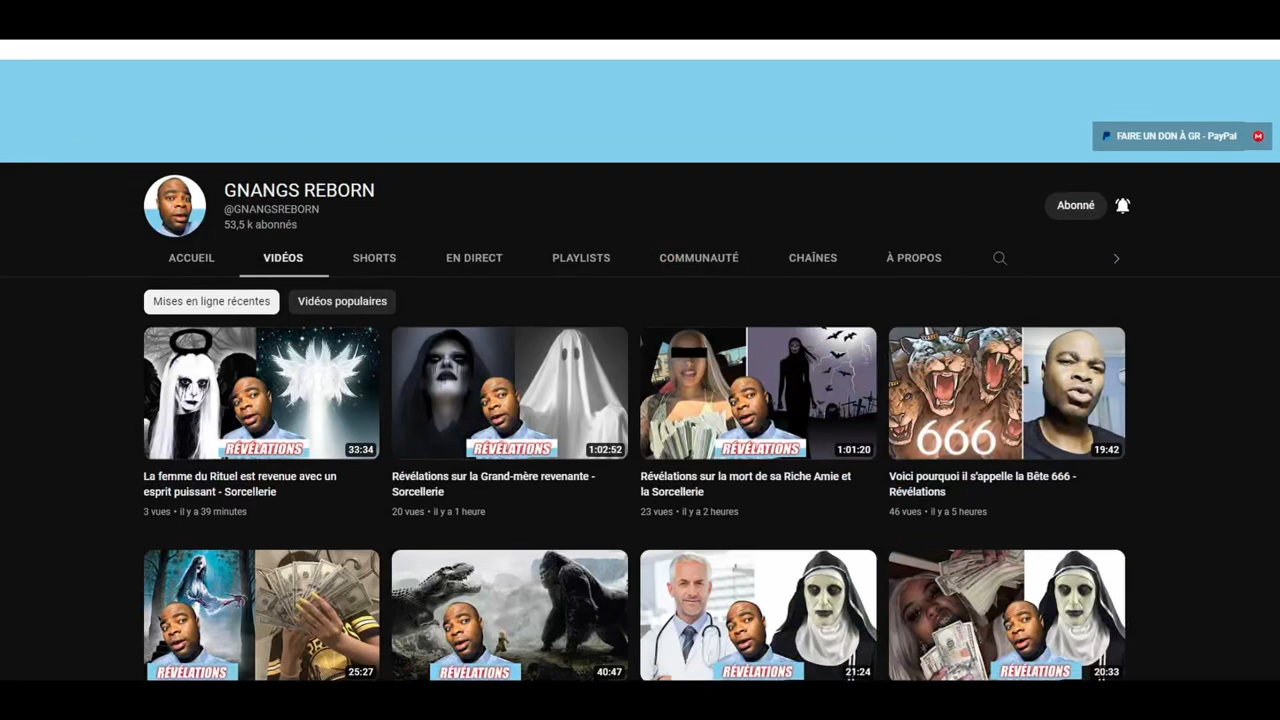 FAIRE UN DON À GR - PayPal
GNANGS REBORN
@GNANGSREBORN
53,5 k abonnés
Abonné
ACCUEIL
VIDÉOS
SHORTS
EN DIRECT
PLAYLISTS
COMMUNAUTÉ
CHAÎNES
À PROPOS
Mises en ligne récentes
Vidéos populaires
RÉVÉLATIONS
33:34
RÉVÉLATIONS
1:02:52
RÉVÉLATIONS
1:01:20
666
19:42
La femme du Rituel est revenue avec un
esprit puissant - Sorcellerie
3 vues • il y a 39 minutes
Révélations sur la Grand-mère revenante -
Sorcellerie
20 vues • il y a 1 heure
Révélations sur la mort de sa Riche Amie et
la Sorcellerie
23 vues • il y a 2 heures
Voici pourquoi il s'appelle la Bête 666 -
Révélations
46 vues • il y a 5 heures
RÉVÉLATIONS
25:27
RÉVÉLATIONS
40:47
RÉVÉLATIONS
21:24
RÉVÉLATIONS
20:33